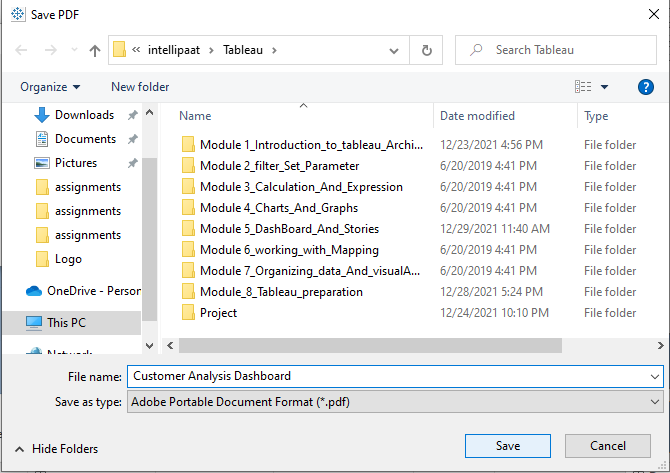 Save PDF
« intellipaat > Tableau >
Search Tableau
Organize New folder
Name Date modified Type
Downloads
Documents
Pictures
assignments
assignments
assignments
Logo
OneDrive - Person
This PC
Network
Module 1_Introduction_to_tableau_Archi... 12/23/2021 4:56 PM File folder
Module 2_filter_Set_Parameter 6/20/2019 4:41 PM File folder
Module 3_Calculation_And_Expression 6/20/2019 4:41 PM File folder
Module 4_Charts_And_Graphs 6/20/2019 4:41 PM File folder
Module 5_DashBoard And_Stories 12/29/2021 11:40 AM File folder
Module 6_working_with_Mapping 6/20/2019 4:41 PM File folder
Module 7_Organizing_data_And_visualA... 6/20/2019 4:41 PM File folder
Module_8_Tableau_preparation 12/28/2021 5:24 PM File folder
Project 12/24/2021 10:10 PM File folder
File name: Customer Analysis Dashboard
Save as type: Adobe Portable Document Format (*.pdf)
Hide Folders
Save
Cancel